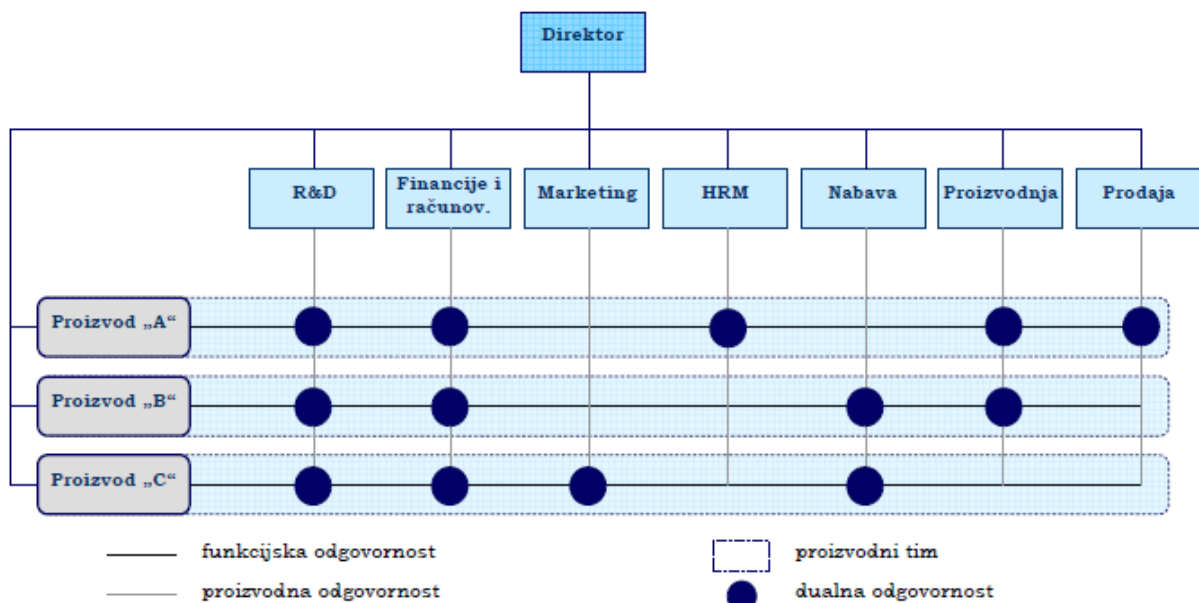 Direktor
R&D
Financije i
računov.
Marketing
HRM
Nabava
Proizvodnja
Prodaja
Proizvod „A“
Proizvod „B“
Proizvod „C“
funkcijska odgovornost
proizvodni tim
proizvodna odgovornost
dualna odgovornost